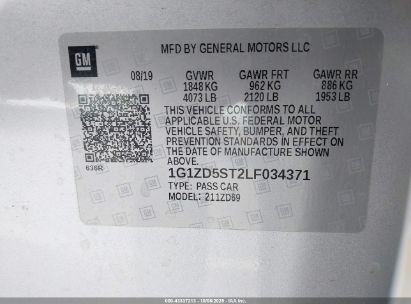 GM
MFD BY GENERAL MOTORS LLC
08/19 GVWR GAWR FRT GAWR RR
1848 KG 962 KG 886 KG
4073 LB 2120 LB 1953 LB
THIS VEHICLE CONFORMS TO ALL
APPLICABLE U.S. FEDERAL MOTOR
VEHICLE SAFETY, BUMPER, AND THEFT
PREVENTION STANDARDS IN EFFECT ON
THE DATE OF MANUFACTURE SHOWN ABOVE.
1G1ZD5ST2LF034371
636R
TYPE: PASS CAR
MODEL: 211ZD69